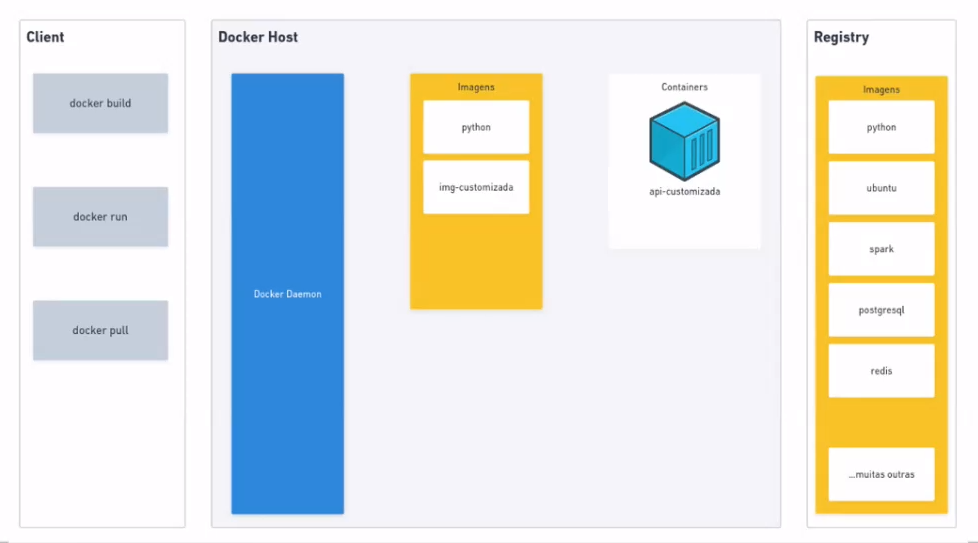 Client
docker build
docker run
docker pull
Docker Host
Docker Daemon
Imagens
python
img-customizada
Containers
api-customizada
Registry
Imagens
python
ubuntu
spark
postgresql
redis
...muitas outras